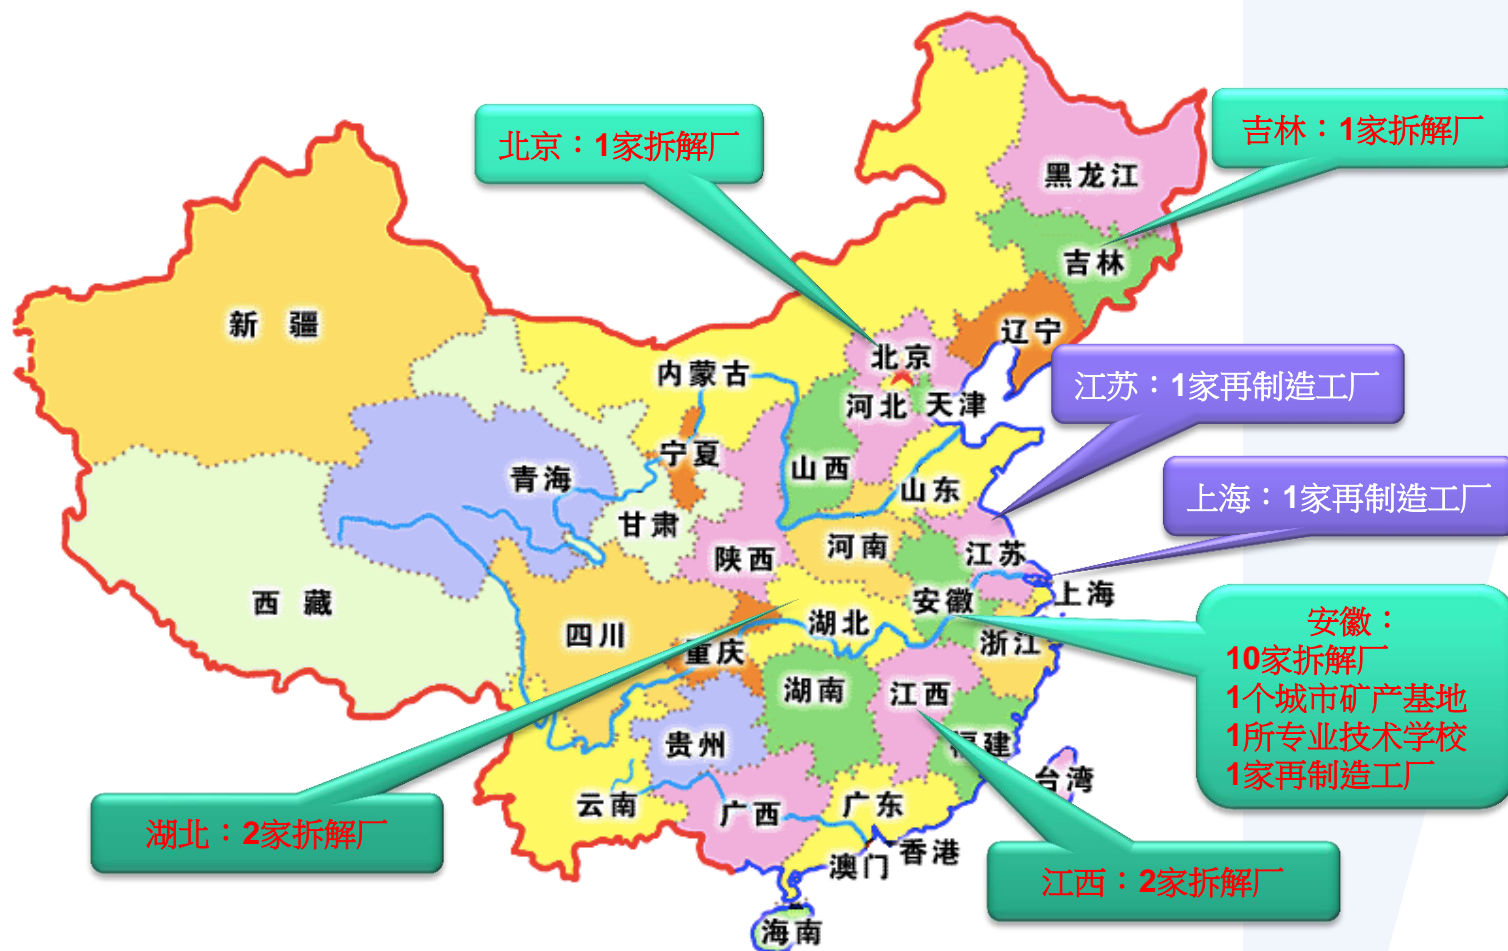 北京：1家拆解厂
吉林：1家拆解厂
黑龙江
吉林
新 疆
辽宁
北京
内蒙古
江苏：1家再制造工厂
河北
天津
宁夏
山西
青海
山东
上海：1家再制造工厂
甘肃
河南
陕西
江苏
西 藏
安徽
上海
湖北
四川
浙江
重庆
安徽：
10家拆解厂
1个城市矿产基地
1所专业技术学校
1家再制造工厂
湖南
江西
贵州
福建
台湾
云南
广西
广东
湖北：2家拆解厂
香港
澳门
江西：2家拆解厂
海南